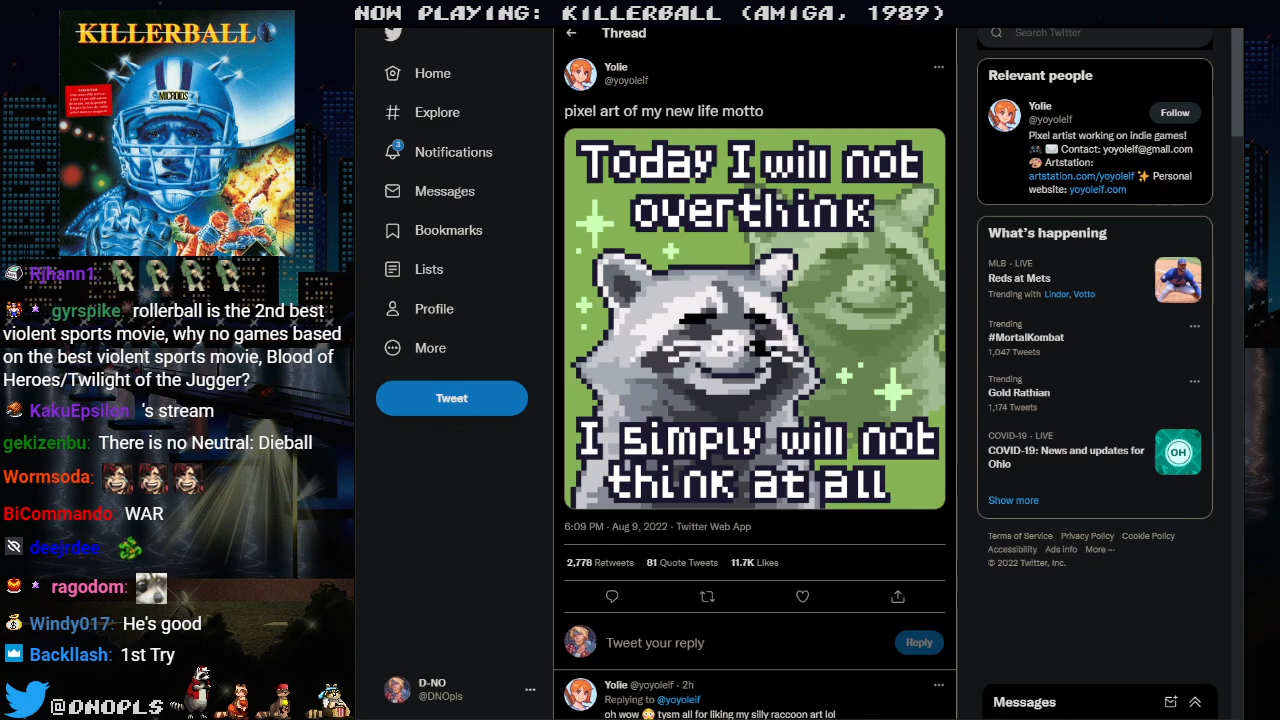 NOW PLAYING: KILLERBALL (AMIGA, 1989)
KILLERBALL
MICROIDS
Rihann1:
gyrspike: rollerball is the 2nd best
violent sports movie, why no games based
on the best violent sports movie, Blood of
Heroes/Twilight of the Jugger?
KakuEpsilon 's stream
gekizenbu: There is no Neutral: Dieball
Wormsoda:
BiCommando WAR
deejrdee
ragodom:
Windy017: He's good
Backllash: 1st Try
@DNOPLS
Home
Explore
3
Notifications
Messages
Bookmarks
Lists
Profile
More
Tweet
D-NO
@DNOpls
Thread
Yolie
@yoyolelf
pixel art of my new life motto
Today I will not
overthink
I simply will not
think at all
6:09 PM · Aug 9, 2022 · Twitter Web App
2,778 Retweets 81 Quote Tweets 11.7K Likes
Tweet your reply
Reply
Yolie @yoyoleif · 2h
Replying to @yoyoleif
oh wow 😳 tysm all for liking my silly raccoon art lol
Search Twitter
Relevant people
Yolie
@yoyolelf
Follow
Pixel artist working on indie games!
🎮 ✉️ Contact: yoyolelf@gmail.com
🎨 Artstation:
artstation.com/yoyolelf ✨ Personal
website: yoyolelf.com
What's happening
MLB · LIVE
Reds at Mets
Trending with Lindor, Votto
Trending
#MortalKombat
1,047 Tweets
Trending
Gold Rathian
1,174 Tweets
COVID-19 · LIVE
COVID-19: News and updates for
Ohio
OH
Show more
Terms of Service Privacy Policy Cookie Policy
Accessibility Ads info More ···
© 2022 Twitter, Inc.
Messages